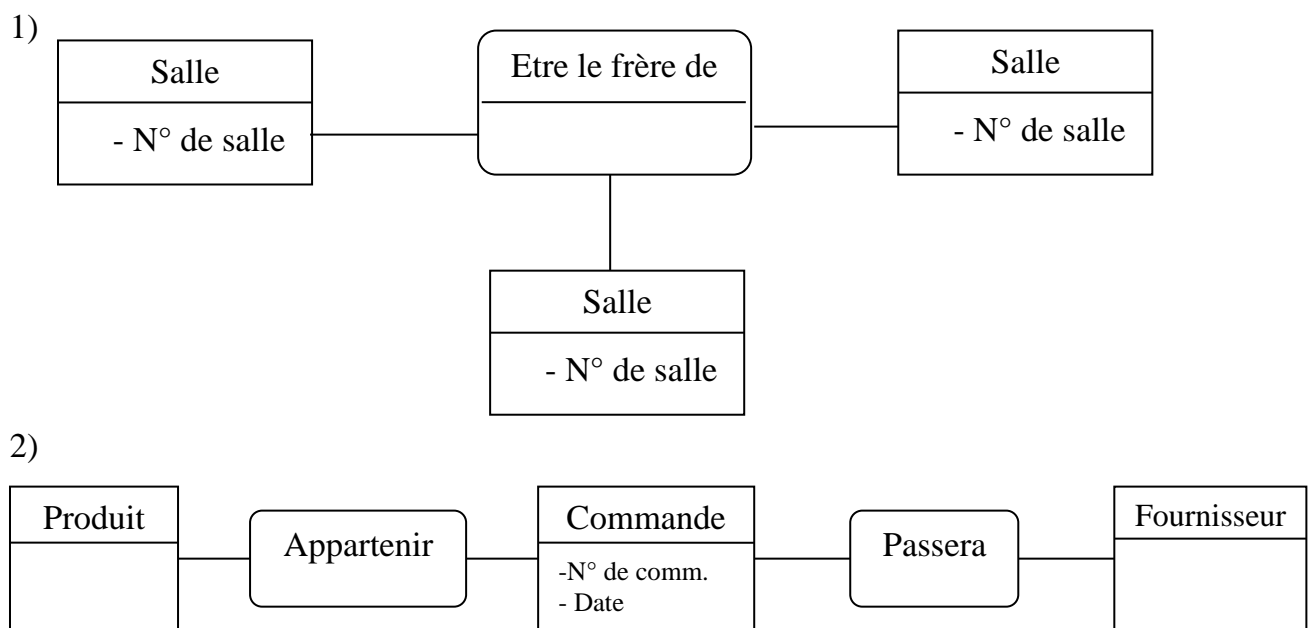 1)
Salle
- N° de salle
Etre le frère de
Salle
- N° de salle
Salle
- N° de salle
2)
Produit
Appartenir
Commande
-N° de comm.
- Date
Passera
Fournisseur